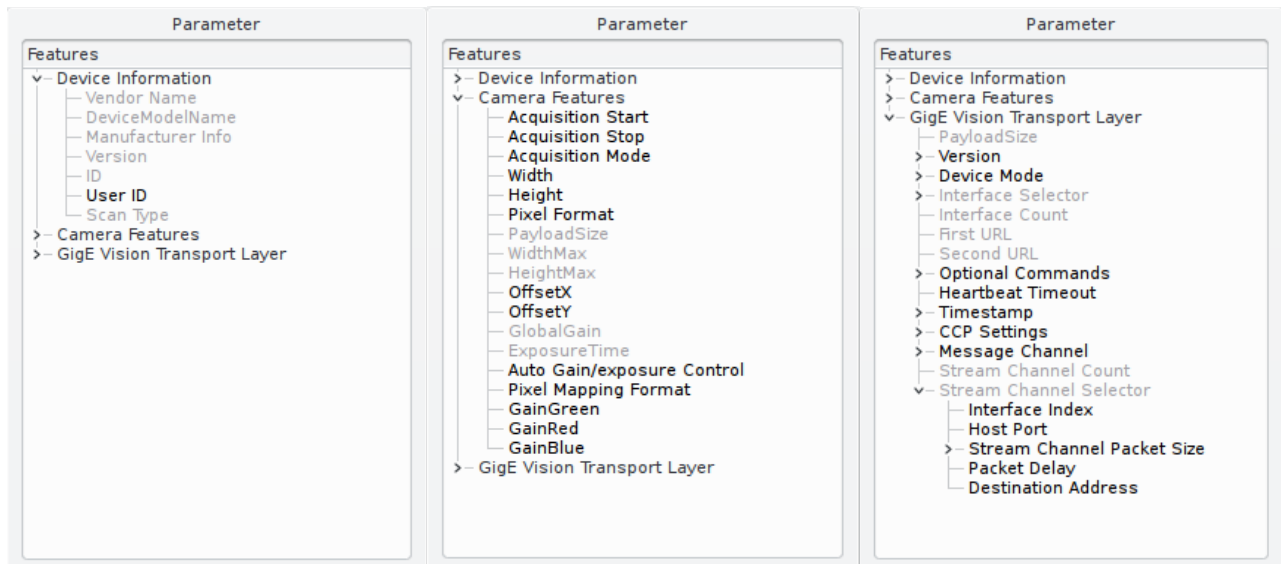 Parameter
Features
Device Information
Vendor Name
DeviceModelName
Manufacturer Info
Version
ID
User ID
Scan Type
Camera Features
GigE Vision Transport Layer
Parameter
Features
Device Information
Camera Features
Acquisition Start
Acquisition Stop
Acquisition Mode
Width
Height
Pixel Format
PayloadSize
WidthMax
HeightMax
OffsetX
OffsetY
GlobalGain
ExposureTime
Auto Gain/exposure Control
Pixel Mapping Format
GainGreen
GainRed
GainBlue
GigE Vision Transport Layer
Parameter
Features
Device Information
Camera Features
GigE Vision Transport Layer
PayloadSize
Version
Device Mode
Interface Selector
Interface Count
First URL
Second URL
Optional Commands
Heartbeat Timeout
Timestamp
CCP Settings
Message Channel
Stream Channel Count
Stream Channel Selector
Interface Index
Host Port
Stream Channel Packet Size
Packet Delay
Destination Address